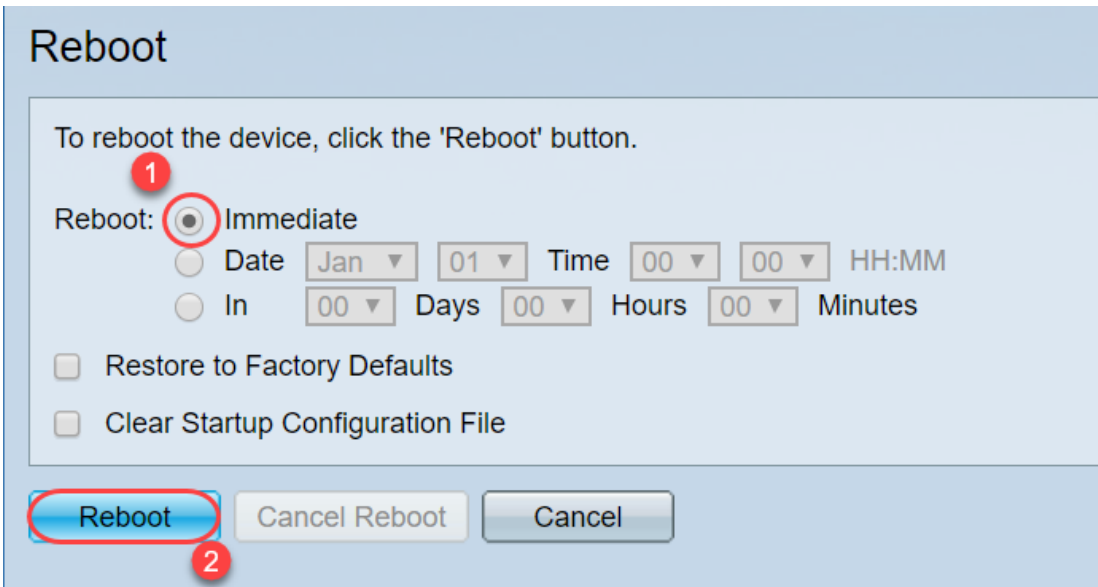 Reboot
To reboot the device, click the 'Reboot' button.
1
Reboot: Immediate
Date Jan 01 Time 00 00 HH:MM
In 00 Days 00 Hours 00 Minutes
Restore to Factory Defaults
Clear Startup Configuration File
Reboot Cancel Reboot Cancel
2